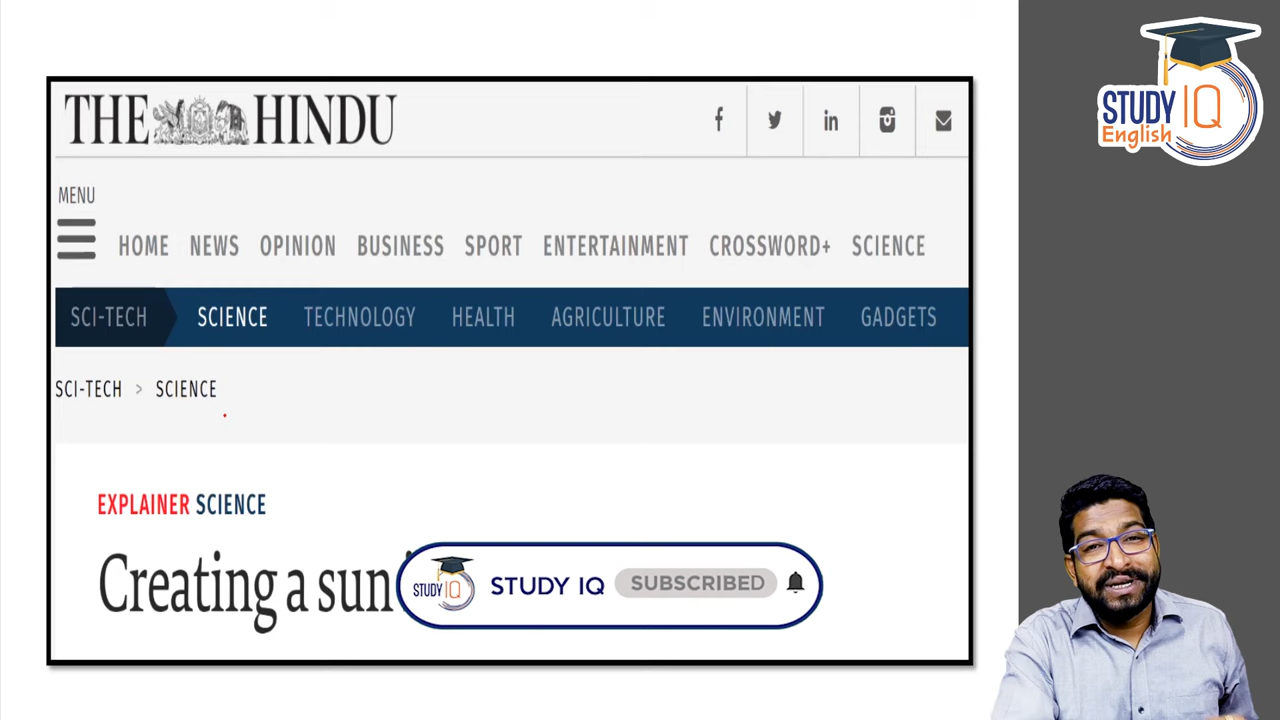 THE HINDU
MENU
HOME NEWS OPINION BUSINESS SPORT ENTERTAINMENT CROSSWORD+ SCIENCE
SCI-TECH SCIENCE TECHNOLOGY HEALTH AGRICULTURE ENVIRONMENT GADGETS
SCI-TECH > SCIENCE
EXPLAINER SCIENCE
Creating a sun
STUDY IQ
STUDY IQ SUBSCRIBED
STUDY IQ
English